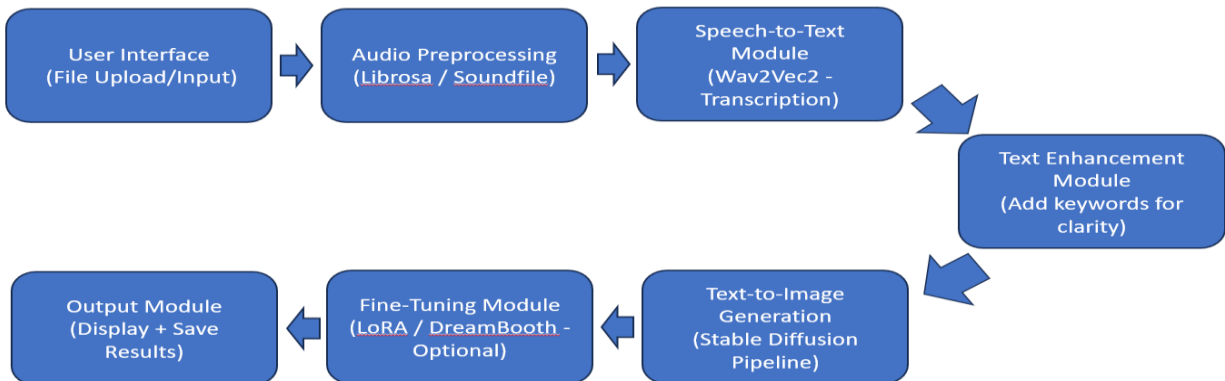 User Interface
(File Upload/Input)
Audio Preprocessing
(Librosa / Soundfile)
Speech-to-Text
Module
(Wav2Vec2 -
Transcription)
Text Enhancement
Module
(Add keywords for
clarity)
Text-to-Image
Generation
(Stable Diffusion
Pipeline)
Fine-Tuning Module
(LoRA / DreamBooth -
Optional)
Output Module
(Display + Save
Results)